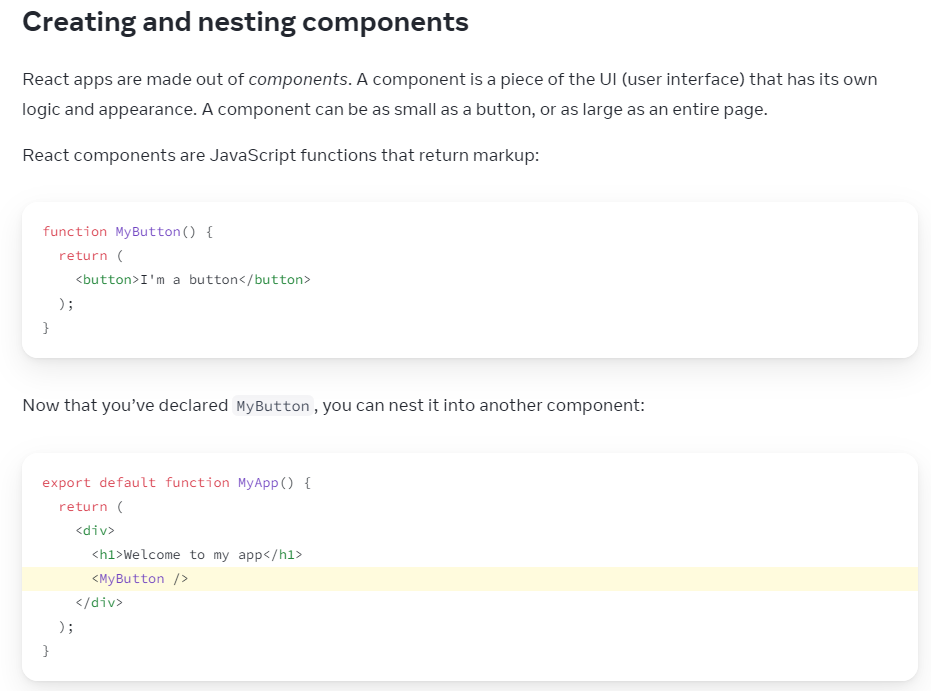 Creating and nesting components
React apps are made out of components. A component is a piece of the UI (user interface) that has its own
logic and appearance. A component can be as small as a button, or as large as an entire page.
React components are JavaScript functions that return markup:
function MyButton() {
  return (
    <button>I'm a button</button>
  );
}
Now that you’ve declared MyButton, you can nest it into another component:
export default function MyApp() {
  return (
    <div>
      <h1>Welcome to my app</h1>
      <MyButton />
    </div>
  );
}